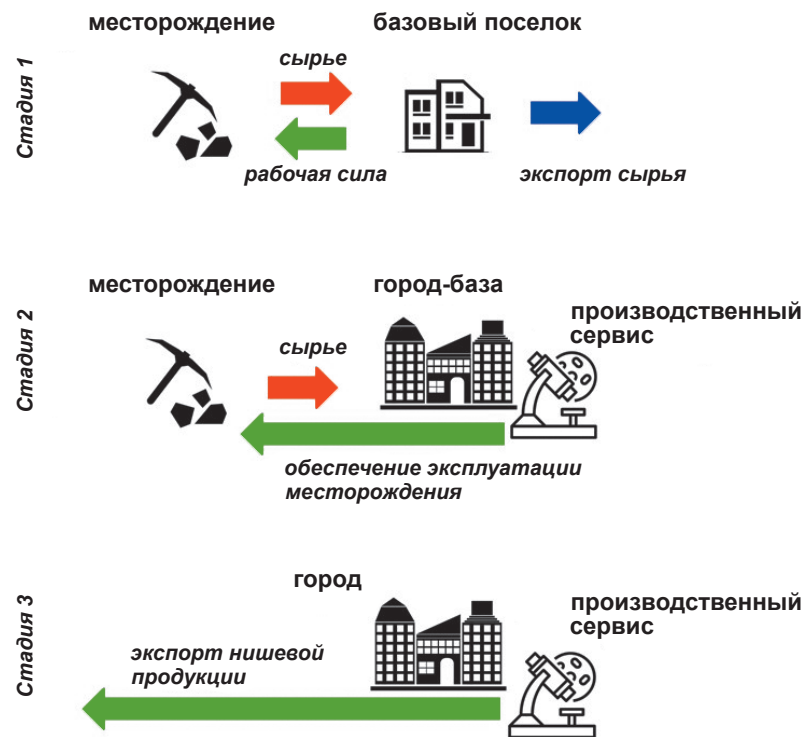 месторождение
базовый поселок
Стадия 1
сырье
рабочая сила
экспорт сырья
месторождение
город-база
производственный
сервис
Стадия 2
сырье
обеспечение эксплуатации
месторождения
город
производственный
сервис
Стадия 3
экспорт нишевой
продукции